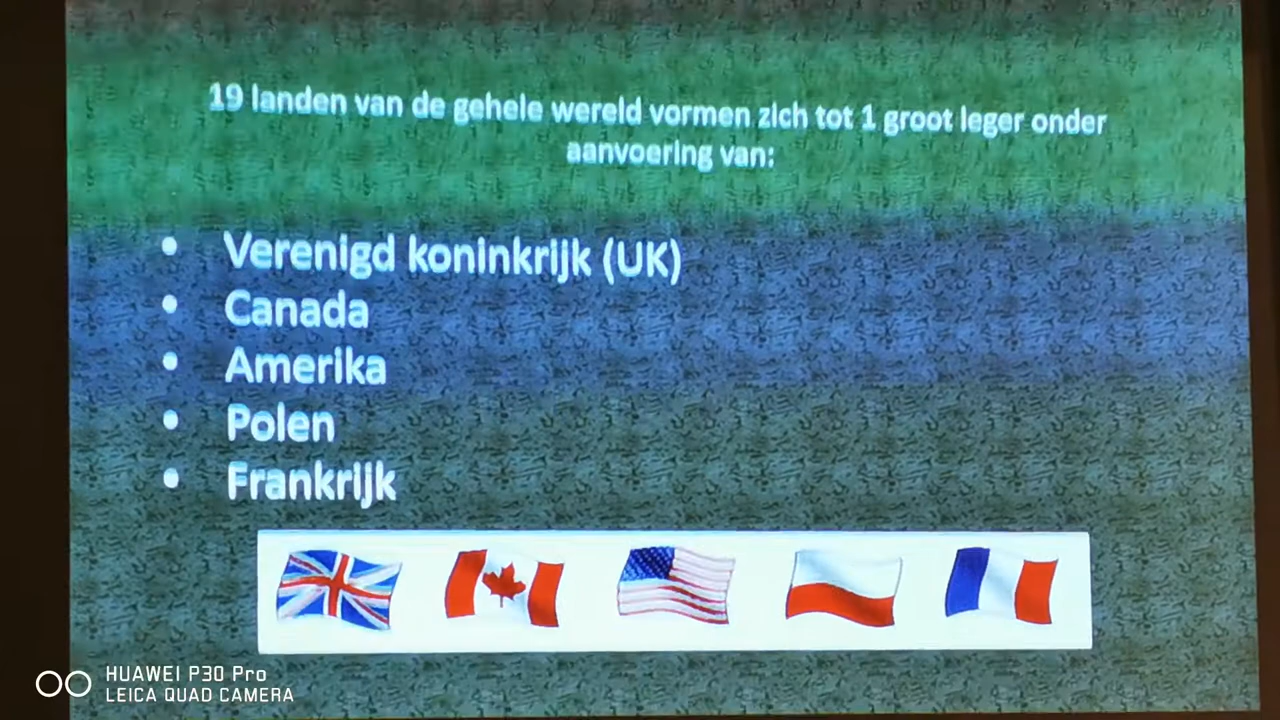 19 landen van de gehele wereld vormen zich tot 1 groot leger onder
aanvoering van:
• Verenigd koninkrijk (UK)
• Canada
• Amerika
• Polen
• Frankrijk
HUAWEI P30 Pro
LEICA QUAD CAMERA